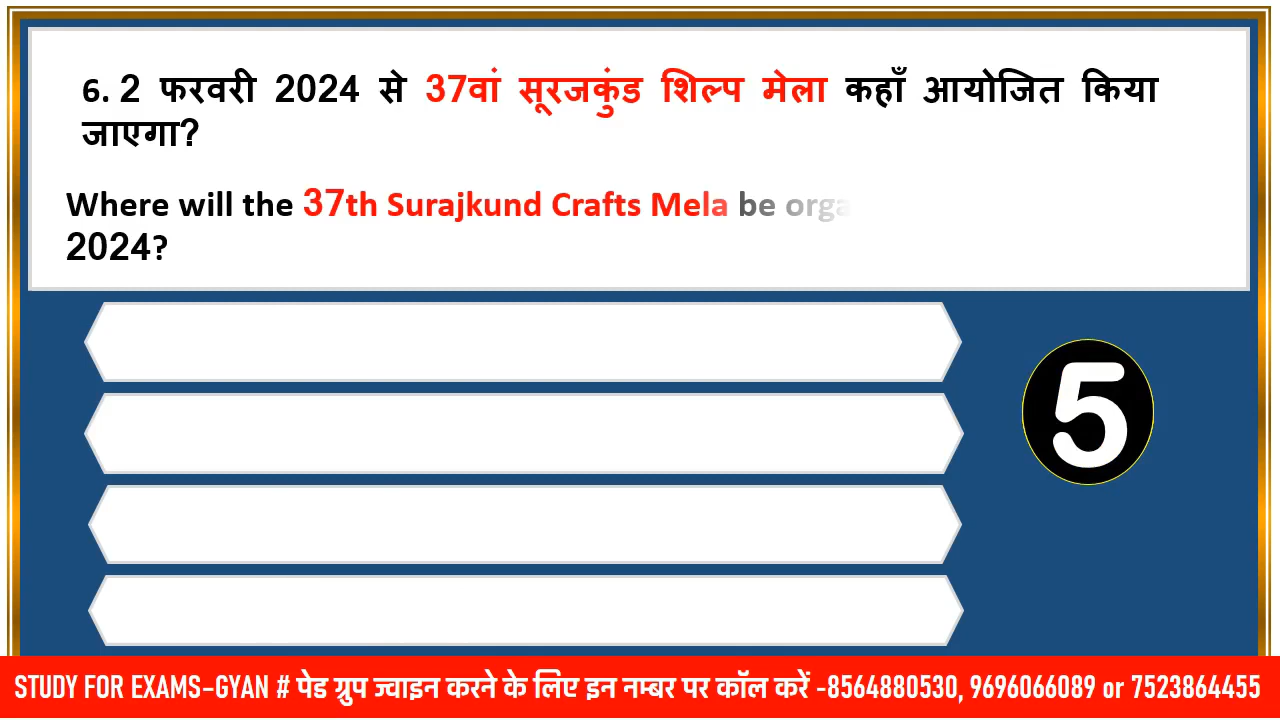 6. 2 फरवरी 2024 से 37वां सूरजकुंड शिल्प मेला कहाँ आयोजित किया
जाएगा?
Where will the 37th Surajkund Crafts Mela be
2024?
5
STUDY FOR EXAMS-GYAN # पेड ग्रुप ज्वाइन करने के लिए इन नम्बर पर कॉल करें -8564880530, 9696066089 or 7523864455